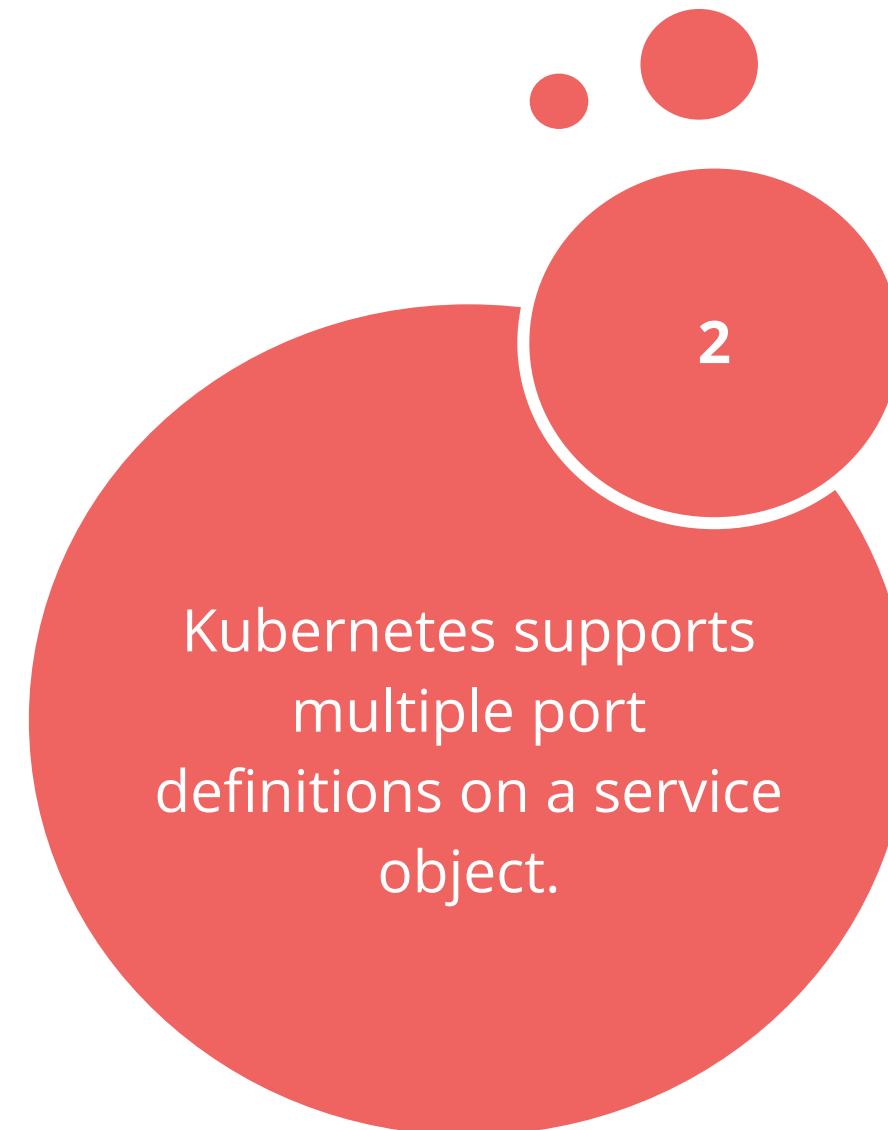 2
Kubernetes supports
multiple port
definitions on a service
object.